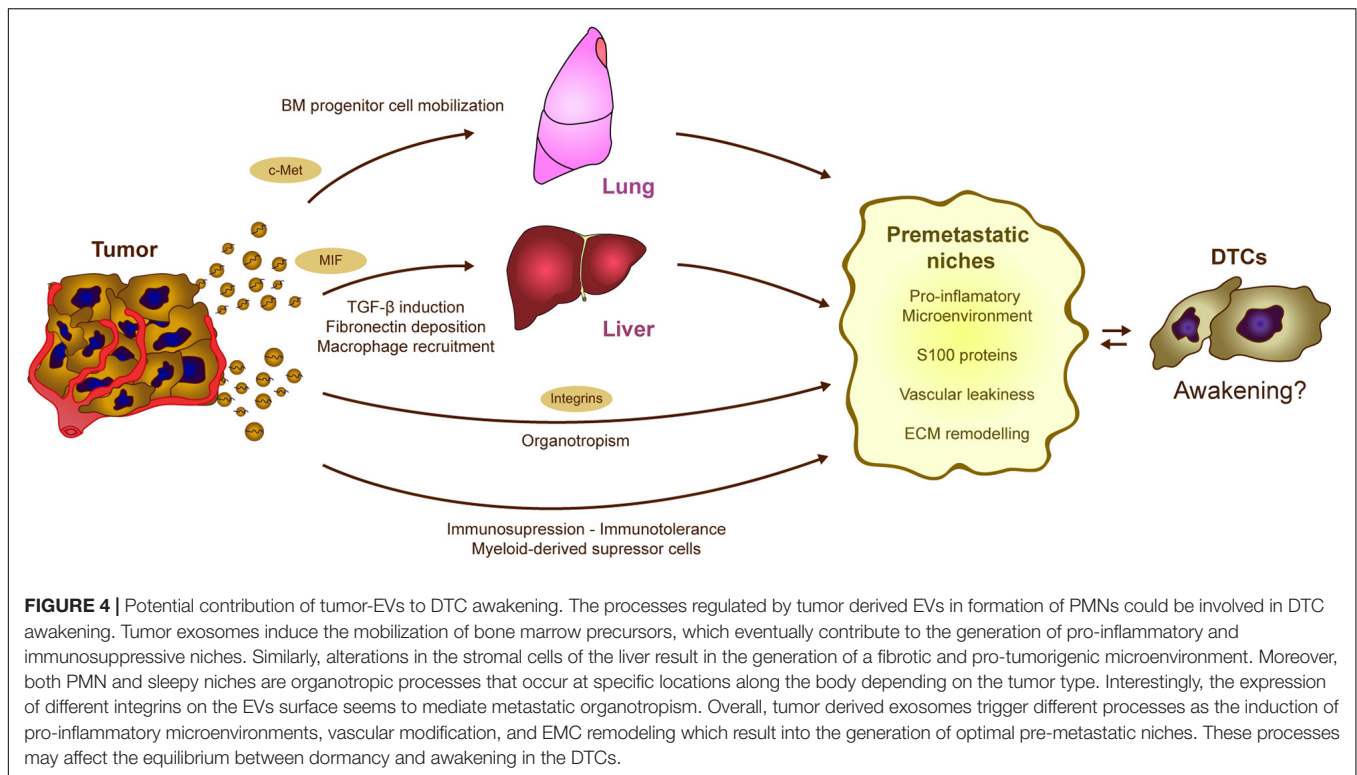 BM progenitor cell mobilization
c-Met
Lung
Tumor
MIF
TGF-β induction
Fibronectin deposition
Macrophage recruitment
Liver
Integrins
Organotropism
Immunosupression - Immunotolerance
Myeloid-derived supressor cells
Premetastatic
niches
Pro-inflamatory
Microenvironment
S100 proteins
Vascular leakiness
ECM remodelling
DTCs
Awakening?
FIGURE 4 | Potential contribution of tumor-EVs to DTC awakening. The processes regulated by tumor derived EVs in formation of PMNs could be involved in DTC
awakening. Tumor exosomes induce the mobilization of bone marrow precursors, which eventually contribute to the generation of pro-inflammatory and
immunosuppressive niches. Similarly, alterations in the stromal cells of the liver result in the generation of a fibrotic and pro-tumorigenic microenvironment. Moreover,
both PMN and sleepy niches are organotropic processes that occur at specific locations along the body depending on the tumor type. Interestingly, the expression
of different integrins on the EVs surface seems to mediate metastatic organotropism. Overall, tumor derived exosomes trigger different processes as the induction of
pro-inflammatory microenvironments, vascular modification, and EMC remodeling which result into the generation of optimal pre-metastatic niches. These processes
may affect the equilibrium between dormancy and awakening in the DTCs.